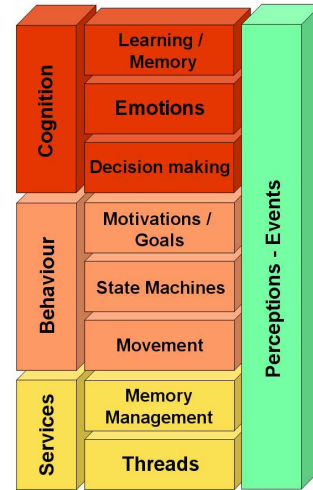 Cognition
Learning /
Memory
Emotions
Decision making
Behaviour
Motivations /
Goals
State Machines
Movement
Services
Memory
Management
Threads
Perceptions - Events